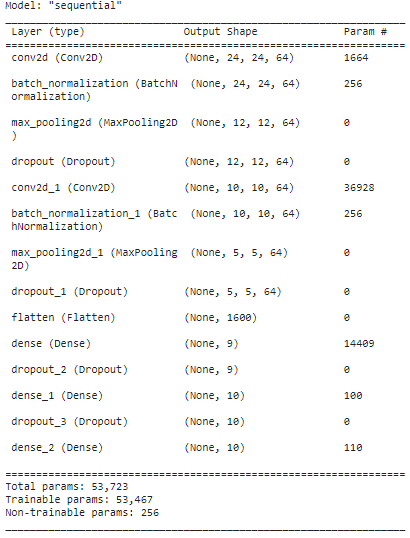 Model: "sequential"
_________________________________________________________________
Layer (type) Output Shape Param #
=================================================================
conv2d (Conv2D) (None, 24, 24, 64) 1664
batch_normalization (BatchN (None, 24, 24, 64) 256
ormalization)
max_pooling2d (MaxPooling2D (None, 12, 12, 64) 0
)
dropout (Dropout) (None, 12, 12, 64) 0
conv2d_1 (Conv2D) (None, 10, 10, 64) 36928
batch_normalization_1 (Batc (None, 10, 10, 64) 256
hNormalization)
max_pooling2d_1 (MaxPooling (None, 5, 5, 64) 0
2D)
dropout_1 (Dropout) (None, 5, 5, 64) 0
flatten (Flatten) (None, 1600) 0
dense (Dense) (None, 9) 14409
dropout_2 (Dropout) (None, 9) 0
dense_1 (Dense) (None, 10) 100
dropout_3 (Dropout) (None, 10) 0
dense_2 (Dense) (None, 10) 110
=================================================================
Total params: 53,723
Trainable params: 53,467
Non-trainable params: 256
_________________________________________________________________